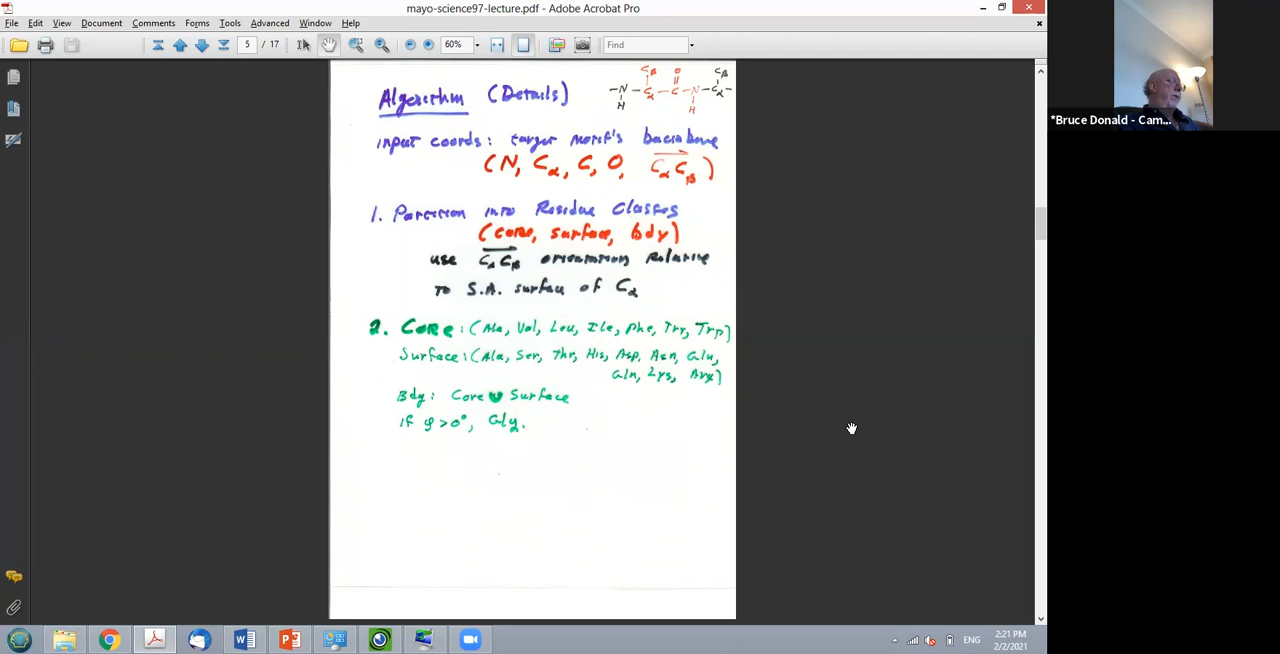 mayo-science97-lecture.pdf - Adobe Acrobat Pro
File Edit View Document Comments Forms Tools Advanced Window Help
5 / 17 60% Find
Algorithm (Details)
-N-Cα-C-N-Cα-
Cβ O Cβ
H H
input coords: target motif's backbone
(N, Cα, C, O, CαCβ)
1. Partition into Residue Classes
(core, surface, bdy)
use CαCβ orientation relative
to S.A. surface of Cα
2. Core: (Ala, Val, Leu, Ile, Phe, Tyr, Trp)
Surface: (Ala, Ser, Thr, His, Asp, Asn, Glu,
Gln, Lys, Arg)
Bdy: Core ∪ Surface
if φ>0°, Gly.
*Bruce Donald - Cam...
ENG
2:21 PM
2/2/2021